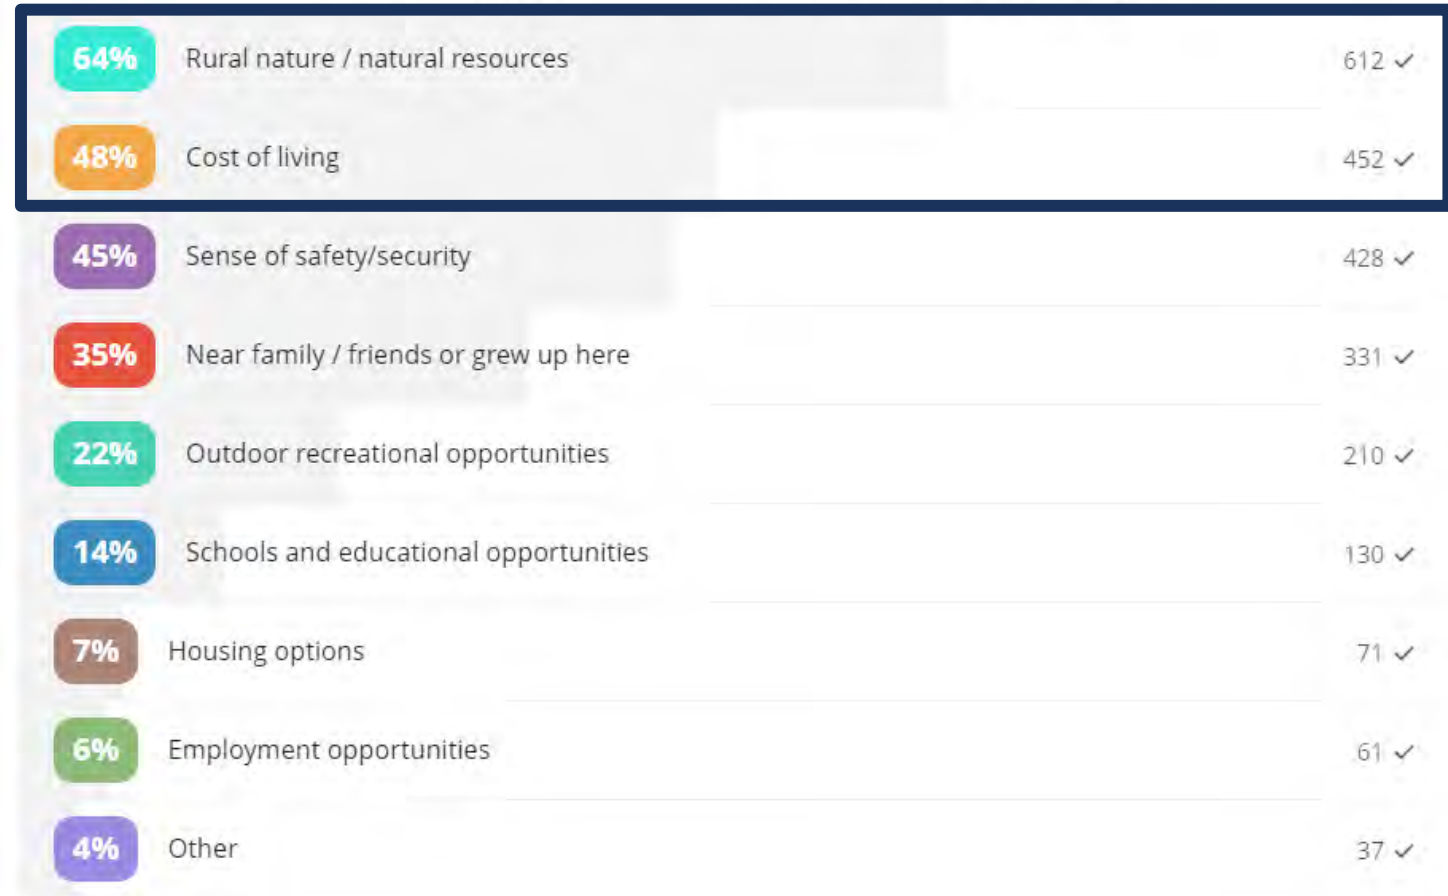 64% Rural nature / natural resources 612 ✓
48% Cost of living 452 ✓
45% Sense of safety/security 428 ✓
35% Near family / friends or grew up here 331 ✓
22% Outdoor recreational opportunities 210 ✓
14% Schools and educational opportunities 130 ✓
7% Housing options 71 ✓
6% Employment opportunities 61 ✓
4% Other 37 ✓